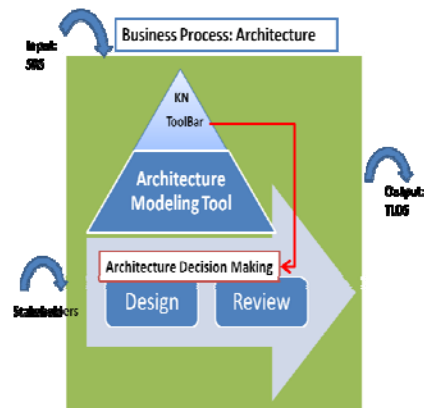 Input:
SRS
Business Process: Architecture
KN
ToolBar
Architecture
Modeling Tool
Output:
TLDS
Architecture Decision Making
Design
Review
Stakeholders